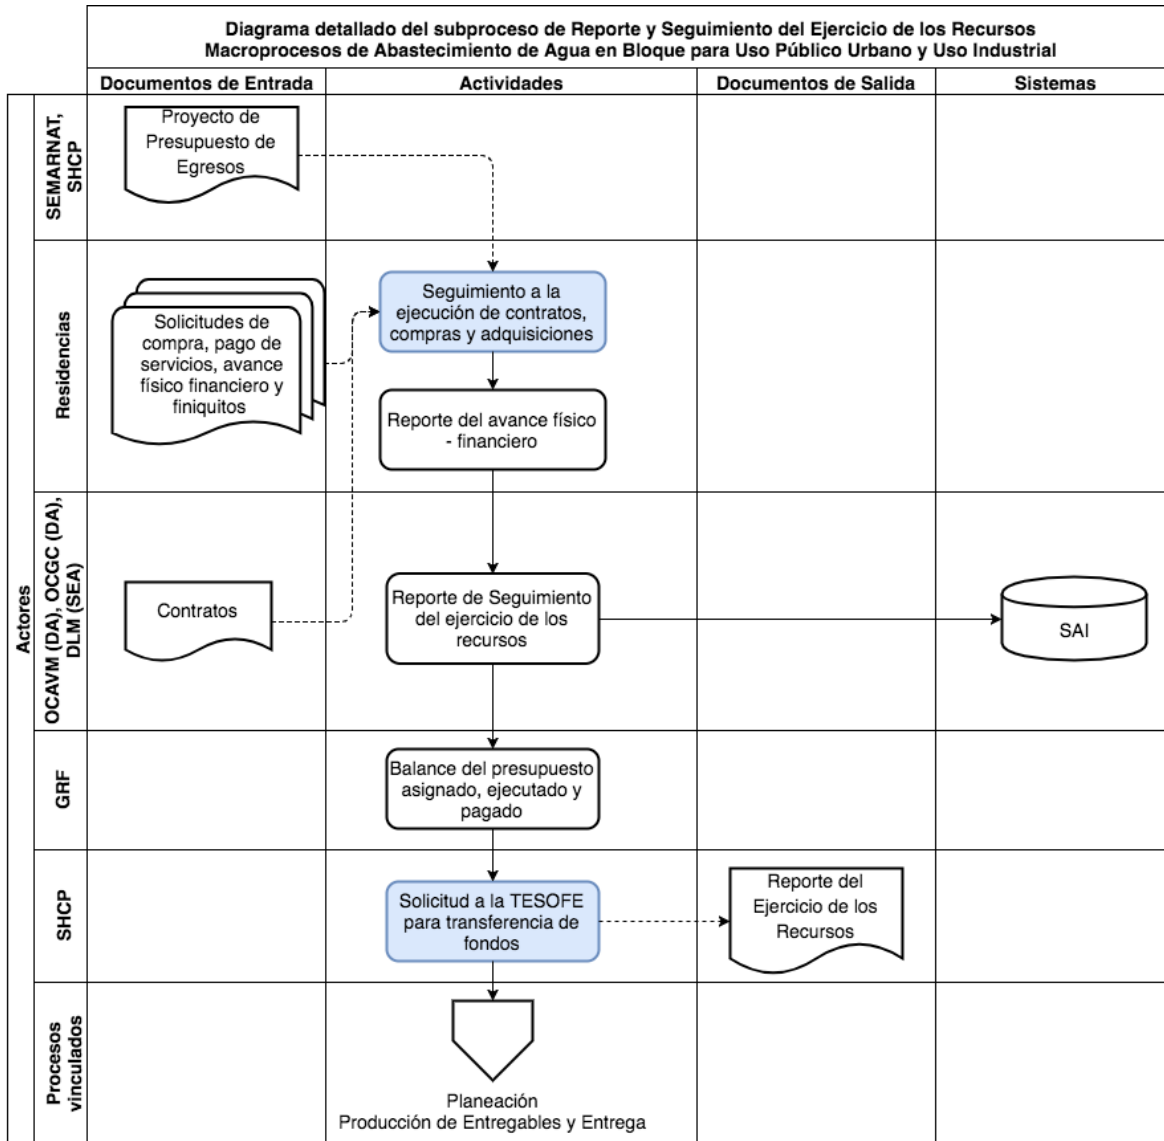 Diagrama detallado del subproceso de Reporte y Seguimiento del Ejercicio de los Recursos
Macroprocesos de Abastecimiento de Agua en Bloque para Uso Público Urbano y Uso Industrial
Documentos de Entrada
Actividades
Documentos de Salida
Sistemas
Actores
SEMARNAT,
SHCP
Proyecto de
Presupuesto de
Egresos
Residencias
Solicitudes de
compra, pago de
servicios, avance
físico financiero y
finiquitos
Seguimiento a la
ejecución de contratos,
compras y adquisiciones
Reporte del avance físico
- financiero
OCAVM (DA), OCGC (DA),
DLM (SEA)
Contratos
Reporte de Seguimiento
del ejercicio de los
recursos
SAI
GRF
Balance del presupuesto
asignado, ejecutado y
pagado
SHCP
Solicitud a la TESOFE
para transferencia de
fondos
Reporte del
Ejercicio de los
Recursos
Procesos
vinculados
Planeación
Producción de Entregables y Entrega